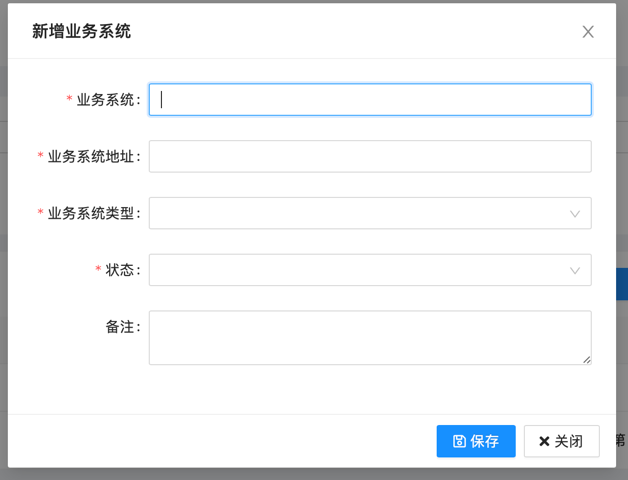 新增业务系统
* 业务系统:
* 业务系统地址:
* 业务系统类型:
* 状态:
备注:
保存
关闭
第